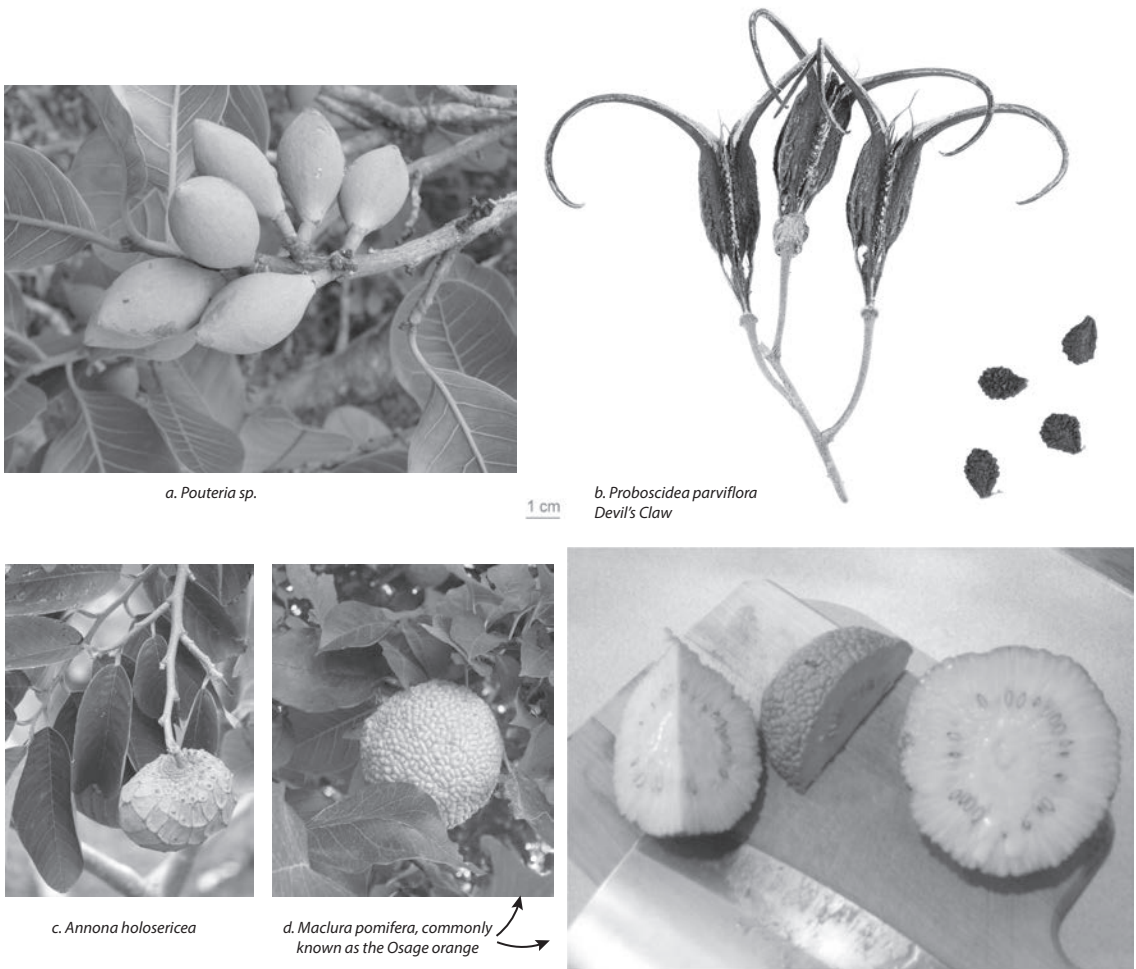 a. Pouteria sp.
1 cm
b. Proboscidea parviflora
Devil’s Claw
c. Annona holosericea
d. Maclura pomifera, commonly
known as the Osage orange